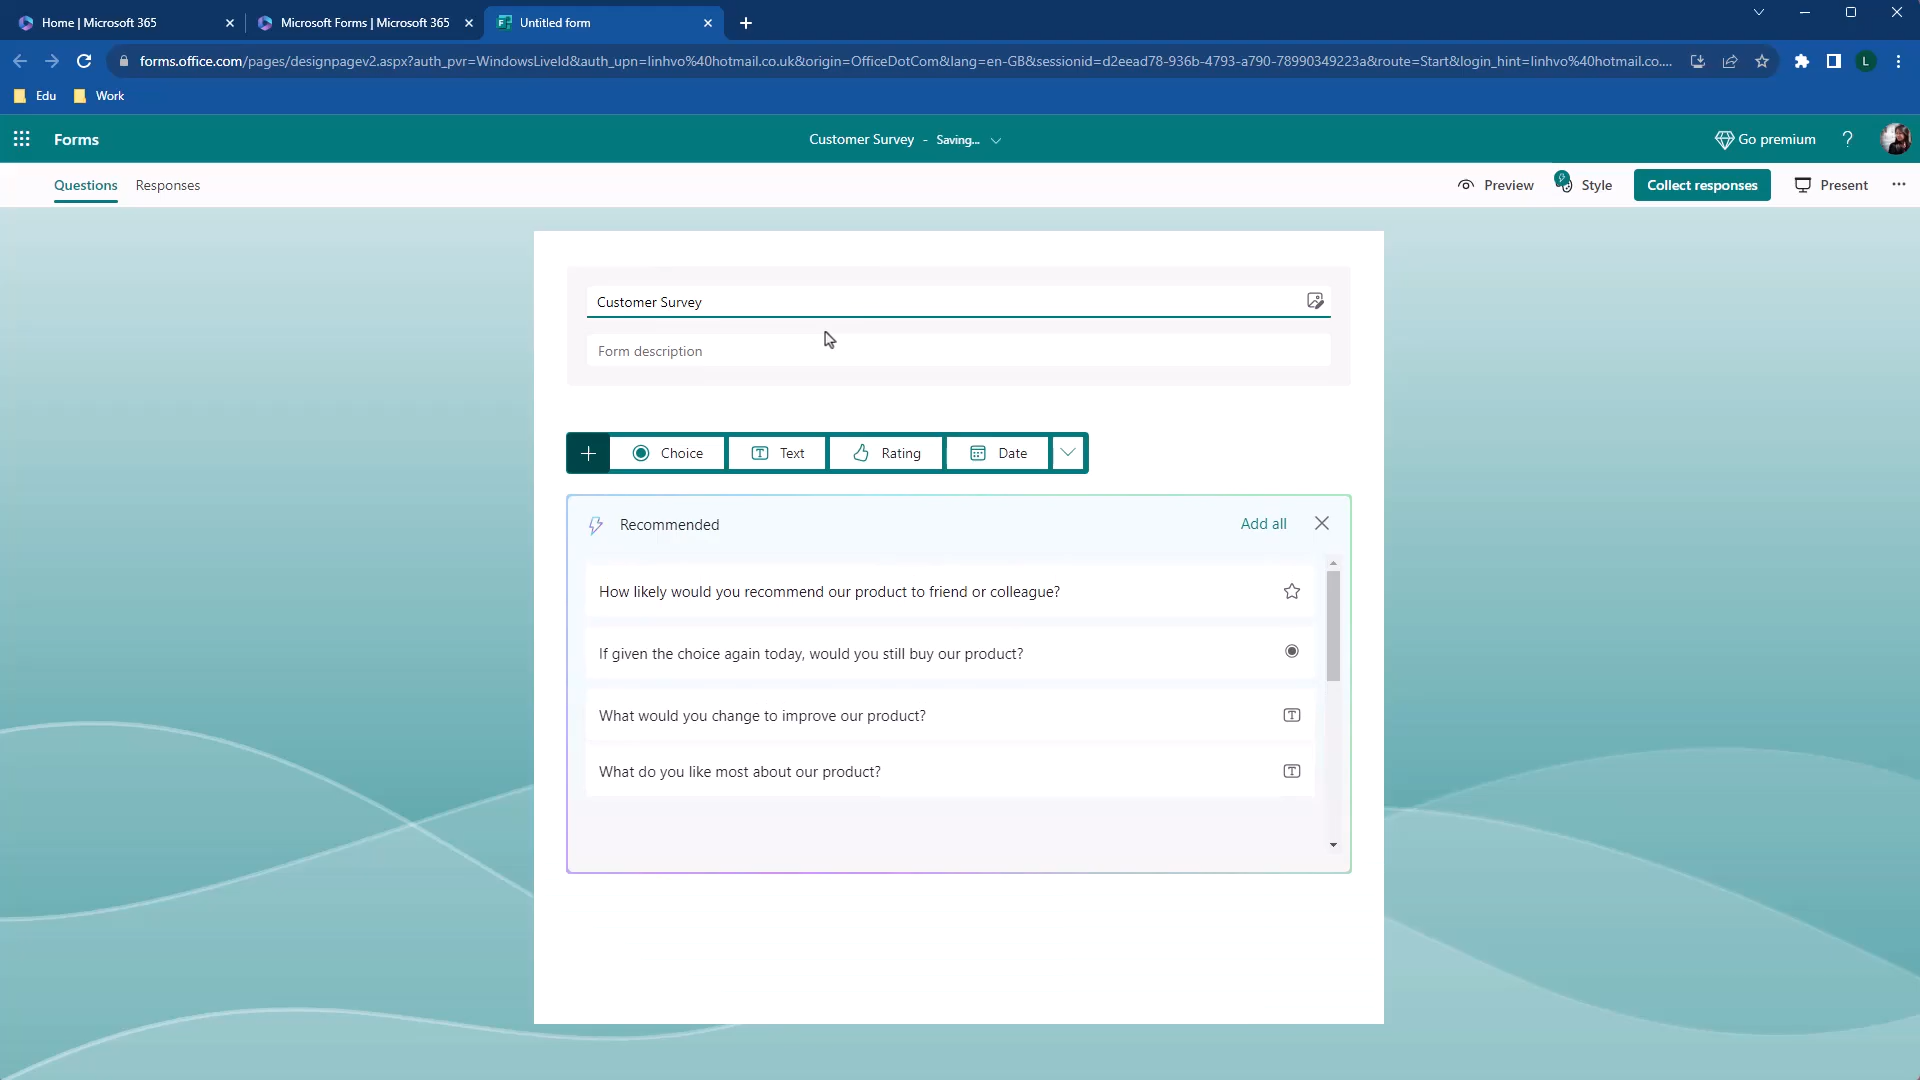 Home | Microsoft 365
Microsoft Forms | Microsoft 365
Untitled form
forms.office.com/pages/designpagev2.aspx?auth_pvr=WindowsLiveId&auth_upn=linhvo%40hotmail.co.uk&origin=OfficeDotCom&lang=en-GB&sessionid=d2eead78-936b-4793-a790-78990349223a&route=Start&login_hint=linhvo%40hotmail.co....
L
Edu
Work
Forms
Customer Survey - Saving...
Go premium
?
Questions
Responses
Preview
Style
Collect responses
Present
Customer Survey
Form description
Choice
Text
Rating
Date
Recommended
Add all
How likely would you recommend our product to friend or colleague?
If given the choice again today, would you still buy our product?
What would you change to improve our product?
What do you like most about our product?